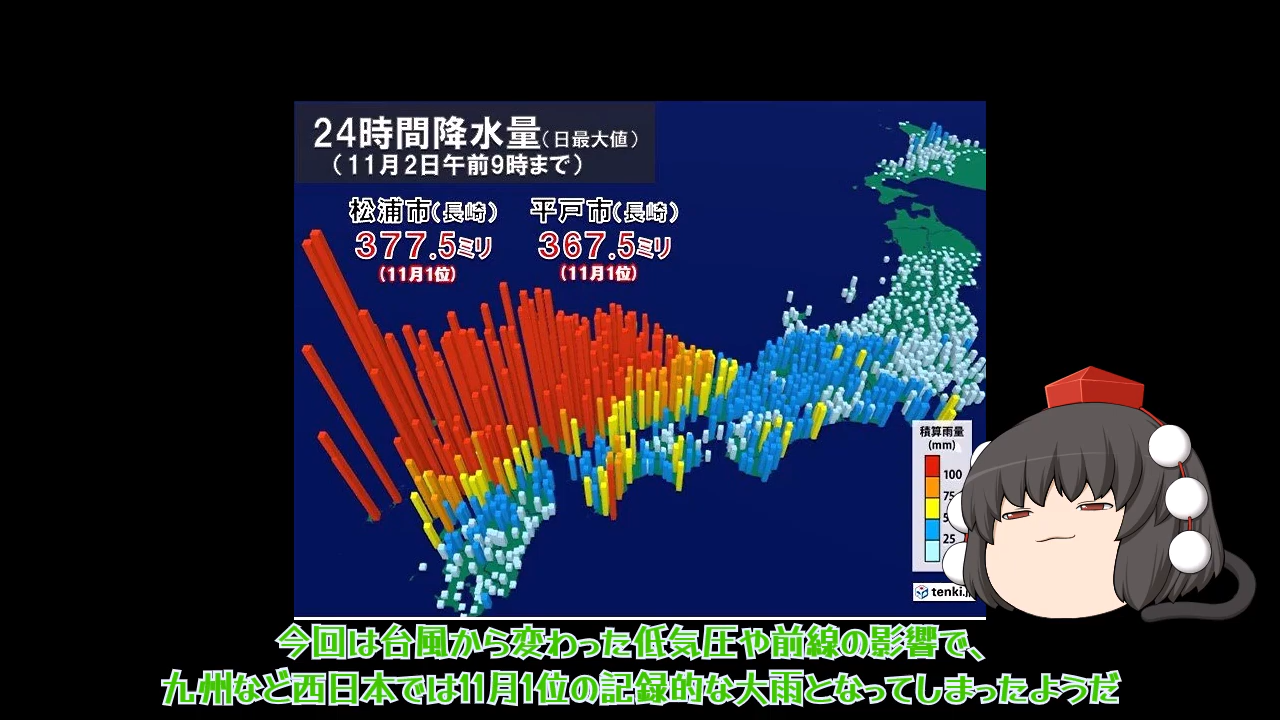 24時間降水量(日最大値)
(11月2日午前9時まで)
松浦市(長崎) 平戸市(長崎)
377.5ミリ 367.5ミリ
(11月1位) (11月1位)
積算雨量
(mm)
100
75
25
tenki.
今回は台風から変わった低気圧や前線の影響で、
九州など西日本では11月1位の記録的な大雨となってしまったようだ